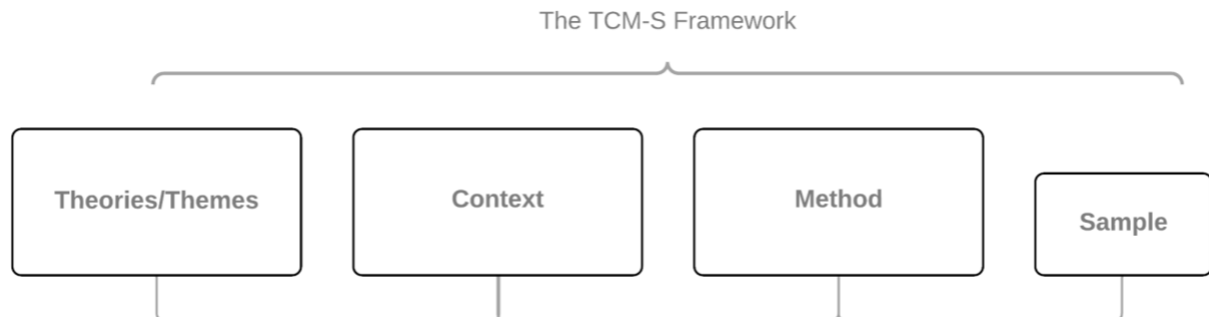 The TCM-S Framework
Theories/Themes
Context
Method
Sample